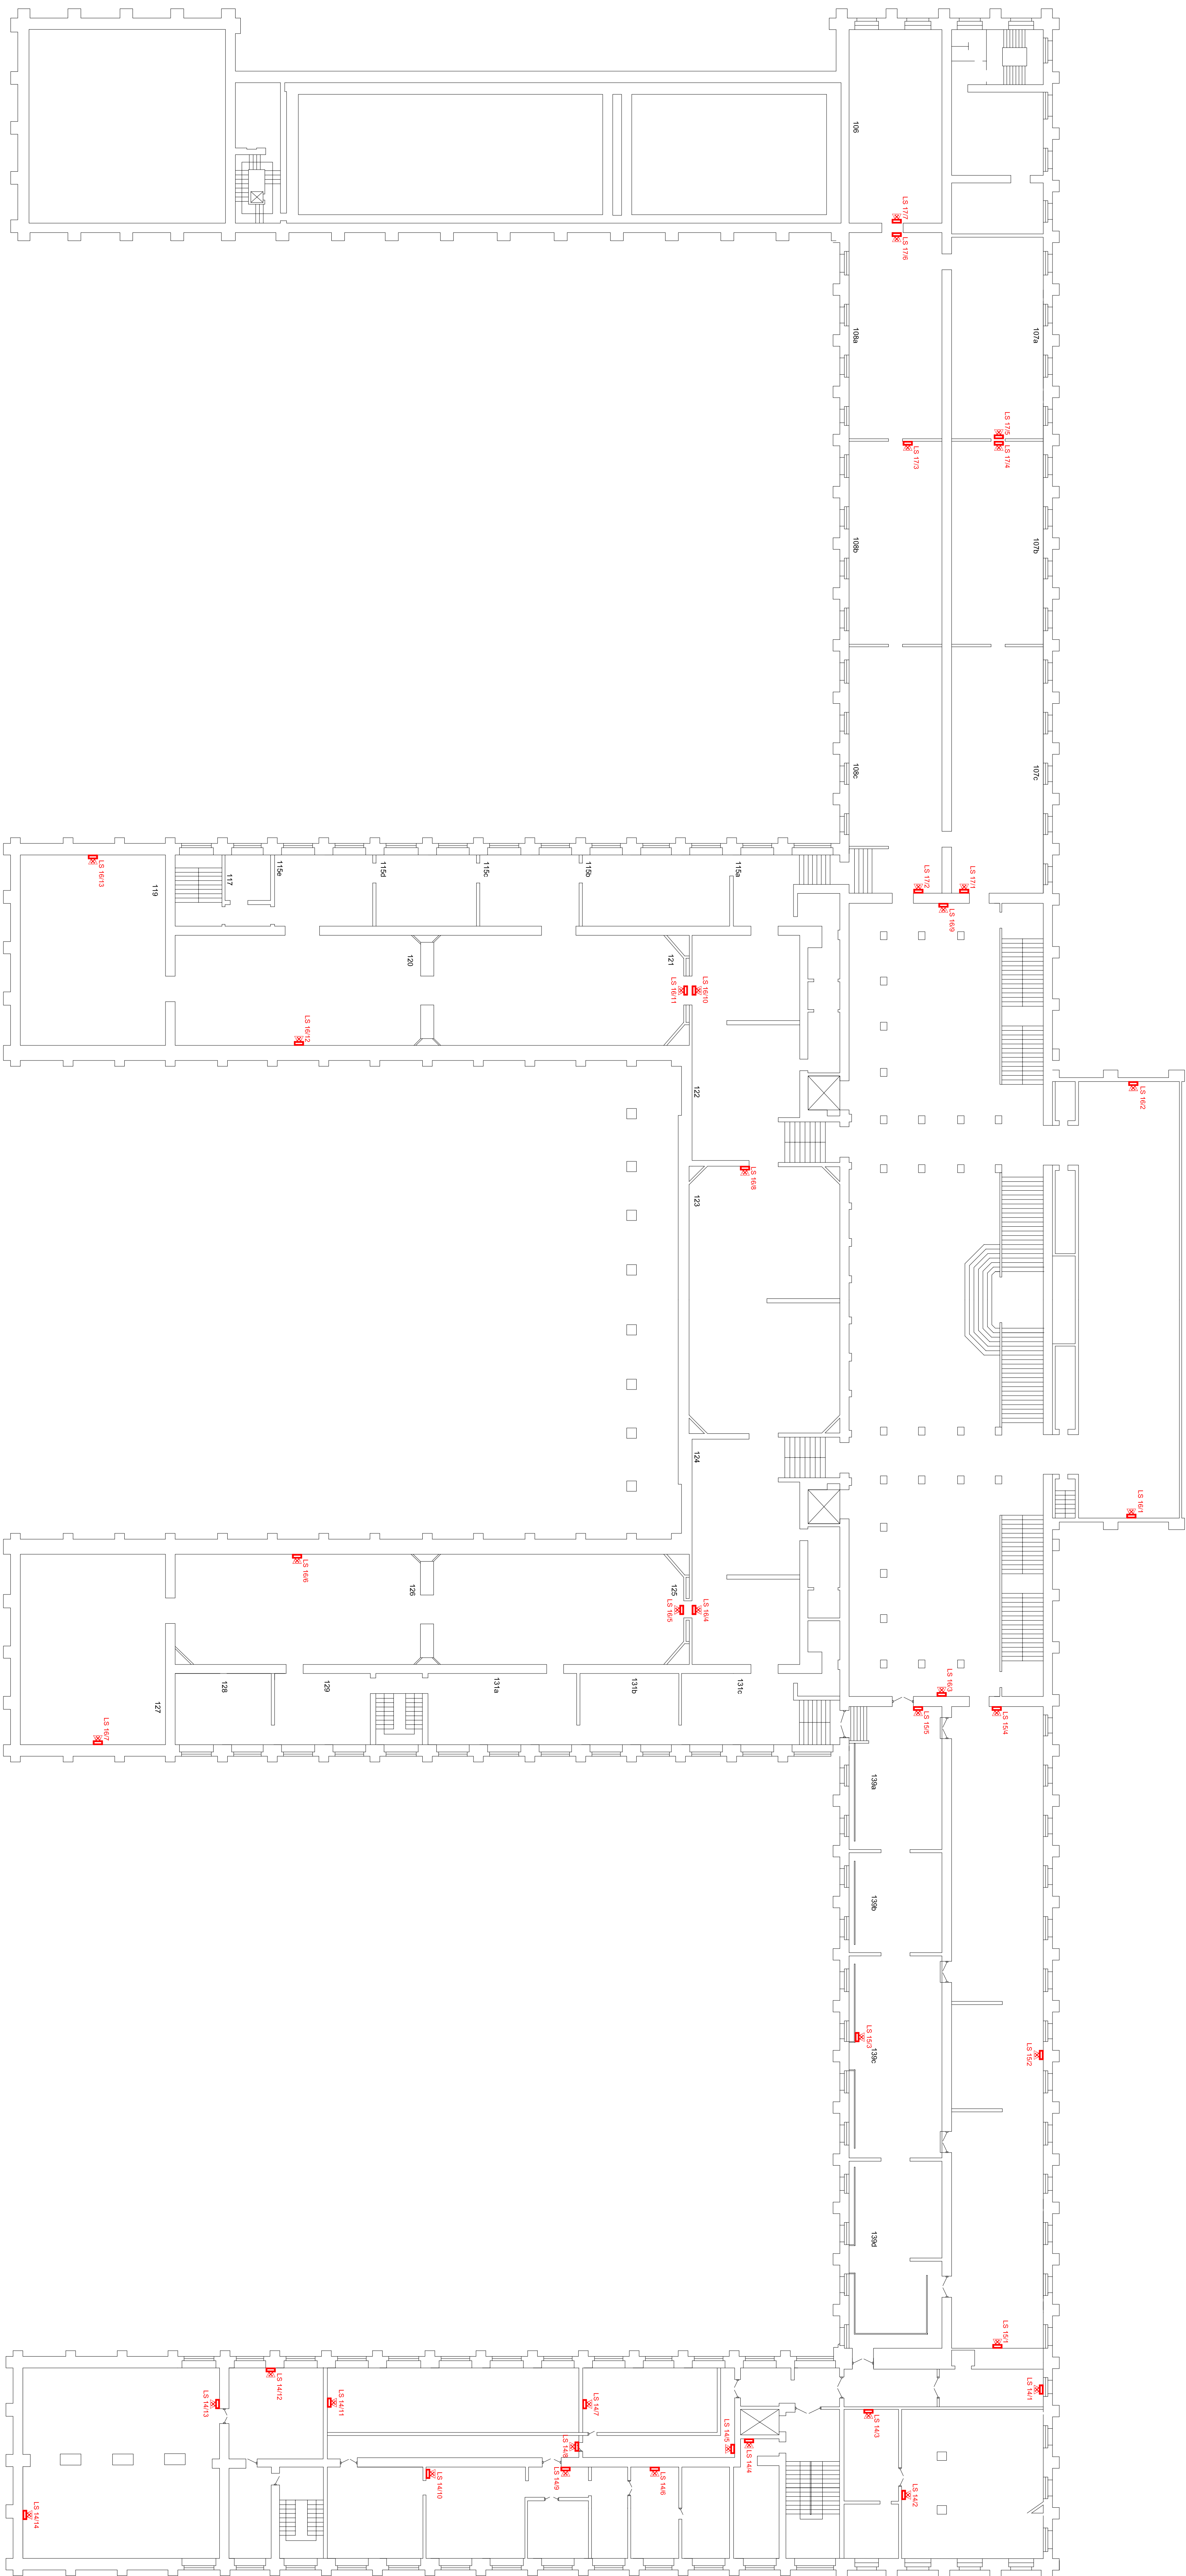 106
LS 17/7
LS 17/6
108a
107a
LS 17/5
LS 17/4
LS 17/3
108b
107b
108c
107c
LS 17/2
LS 17/1
LS 16/9
LS 16/13
119
117
115e
115d
115c
115b
115a
120
121
LS 16/11
LS 16/10
LS 16/12
122
LS 16/2
LS 16/8
123
124
LS 16/1
LS 16/6
126
125
LS 16/5
LS 16/4
127
128
129
131a
131b
131c
LS 16/7
LS 16/3
LS 15/5
LS 15/4
139a
139b
LS 15/3
139c
LS 15/2
139d
LS 15/1
LS 14/1
LS 14/13
LS 14/12
LS 14/11
LS 14/7
LS 14/3
LS 14/8
LS 14/5
LS 14/4
LS 14/10
LS 14/9
LS 14/6
LS 14/2
LS 14/14